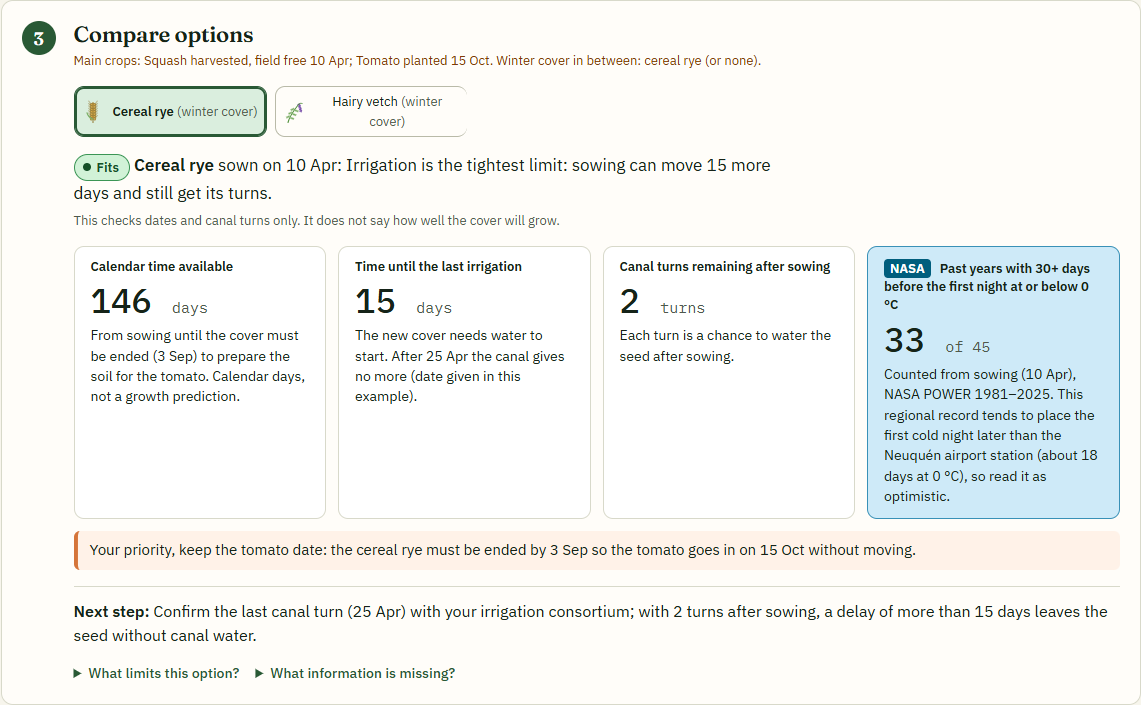 3
Compare options
Main crops: Squash harvested, field free 10 Apr; Tomato planted 15 Oct. Winter cover in between: cereal rye (or none).
Cereal rye (winter cover)
Hairy vetch (winter
cover)
Fits Cereal rye sown on 10 Apr: Irrigation is the tightest limit: sowing can move 15 more
days and still get its turns.
This checks dates and canal turns only. It does not say how well the cover will grow.
Calendar time available
146 days
From sowing until the cover must
be ended (3 Sep) to prepare the
soil for the tomato. Calendar days,
not a growth prediction.
Time until the last irrigation
15 days
The new cover needs water to
start. After 25 Apr the canal gives
no more (date given in this
example).
Canal turns remaining after sowing
2 turns
Each turn is a chance to water the
seed after sowing.
NASA Past years with 30+ days
before the first night at or below 0
°C
33 of 45
Counted from sowing (10 Apr),
NASA POWER 1981–2025. This
regional record tends to place the
first cold night later than the
Neuquén airport station (about 18
days at 0 °C), so read it as
optimistic.
Your priority, keep the tomato date: the cereal rye must be ended by 3 Sep so the tomato goes in on 15 Oct without moving.
Next step: Confirm the last canal turn (25 Apr) with your irrigation consortium; with 2 turns after sowing, a delay of more than 15 days leaves the
seed without canal water.
What limits this option?
What information is missing?